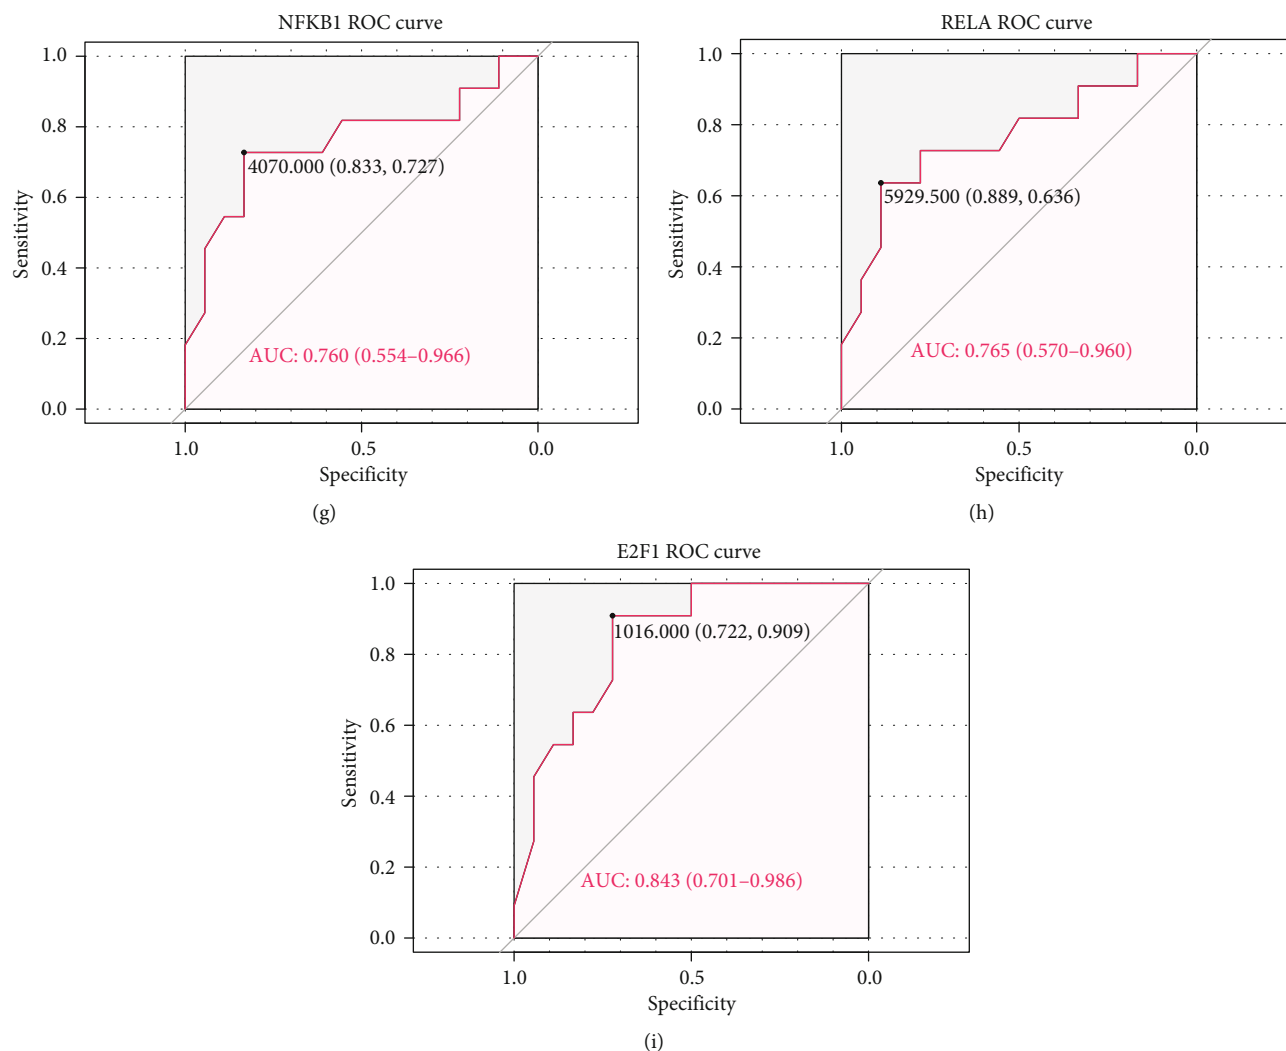 NFKB1 ROC curve
1.0
0.8
0.6
0.4
0.2
0.0
Sensitivity
4070.000 (0.833, 0.727)
AUC: 0.760 (0.554–0.966)
1.0
0.5
0.0
Specificity
(g)
RELA ROC curve
1.0
0.8
0.6
0.4
0.2
0.0
Sensitivity
5929.500 (0.889, 0.636)
AUC: 0.765 (0.570–0.960)
1.0
0.5
0.0
Specificity
(h)
E2F1 ROC curve
1.0
0.8
0.6
0.4
0.2
0.0
Sensitivity
1016.000 (0.722, 0.909)
AUC: 0.843 (0.701–0.986)
1.0
0.5
0.0
Specificity
(i)